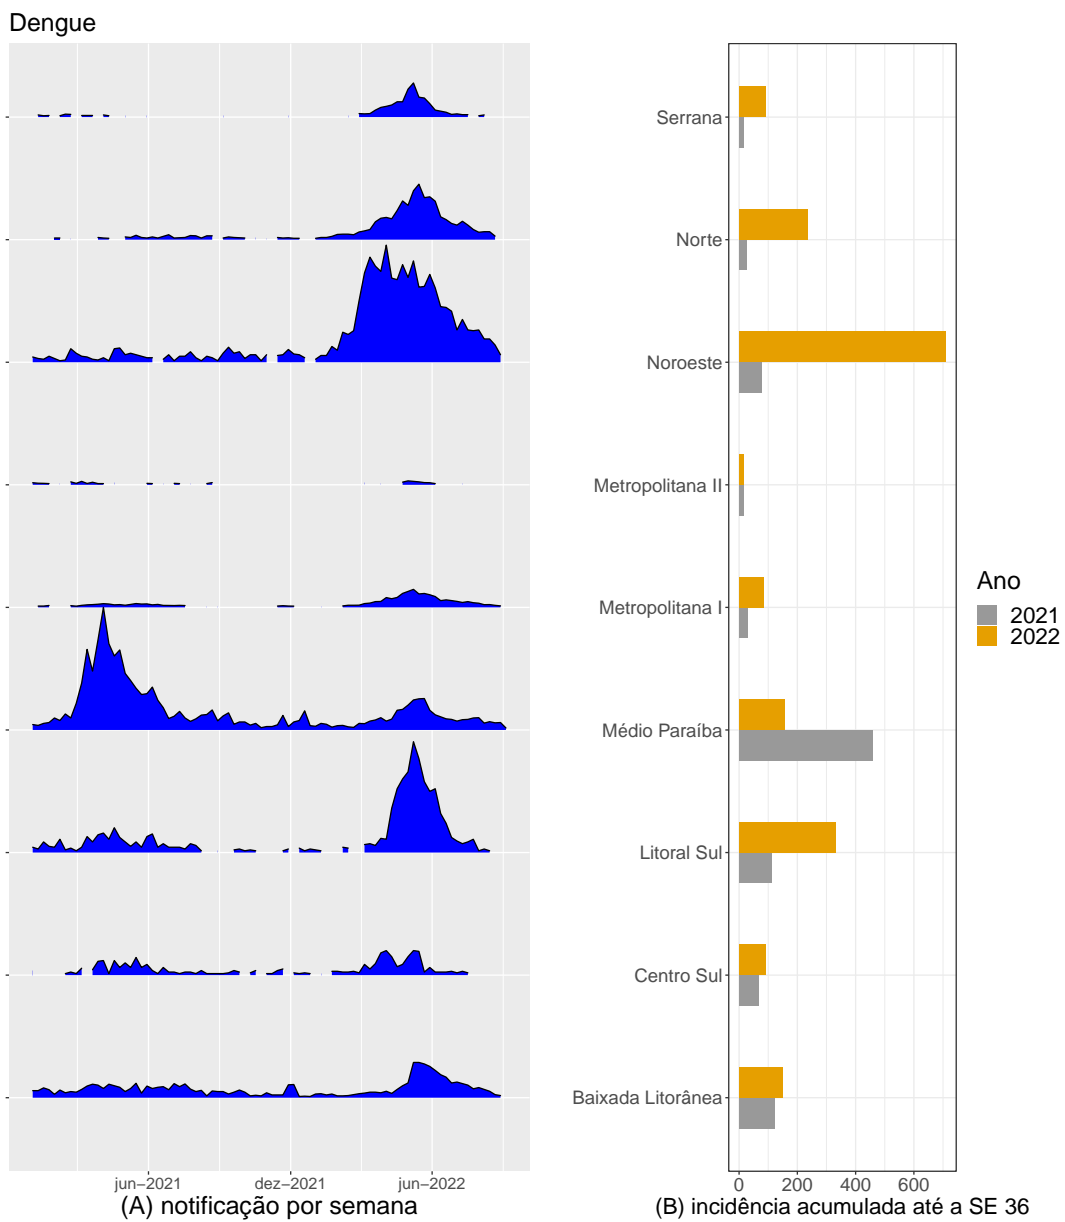 Dengue
Serrana
Norte
Noroeste
Metropolitana II
Metropolitana I
Médio Paraíba
Litoral Sul
Centro Sul
Baixada Litorânea
Ano
2021
2022
jun−2021 dez−2021 jun−2022
(A) notificação por semana
0 200 400 600
(B) incidência acumulada até a SE 36